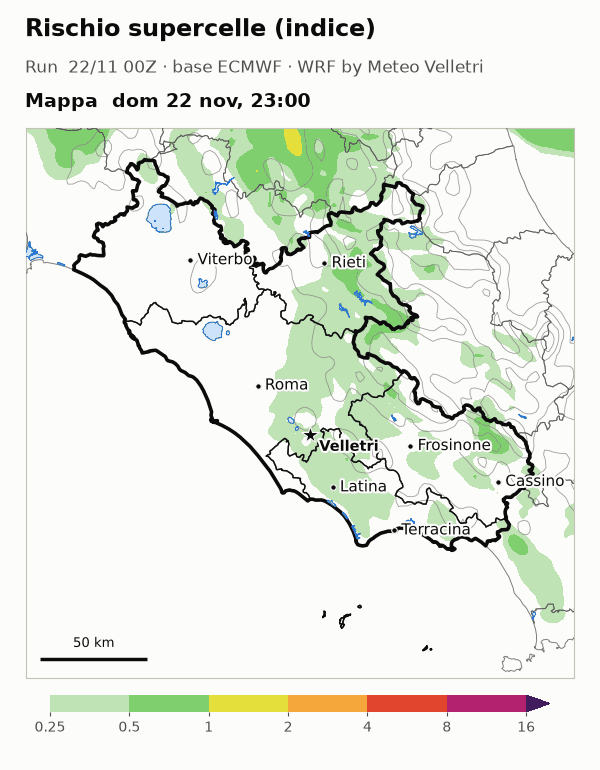 Rischio supercelle (indice)
Run 22/11 00Z · base ECMWF · WRF by Meteo Velletri
Mappa dom 22 nov, 23:00
Viterbo
Rieti
Roma
Velletri
Frosinone
Cassino
Latina
Terracina
50 km
0.25 0.5 1 2 4 8 16